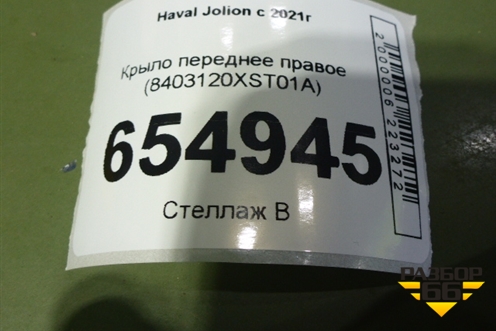 Haval Jolion с 2021г
Крыло переднее правое
(8403120XST01A)
654945
Стеллаж В
2000006223272
РАЗБОР
66